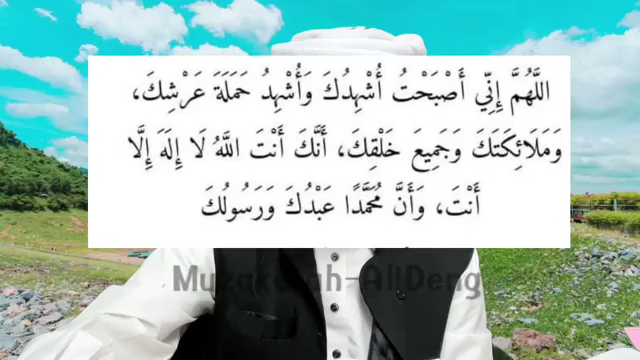 اللَّهُمَّ إِنِّي أَصْبَحْتُ أُشْهِدُكَ وَأُشْهِدُ حَمَلَةَ عَرْشِكَ،
وَمَلَائِكَتَكَ وَجَمِيعَ خَلْقِكَ، أَنَّكَ أَنْتَ اللَّهُ لَا إِلَهَ إِلَّا
أَنْتَ، وَأَنَّ مُحَمَّدًا عَبْدُكَ وَرَسُولُكَ